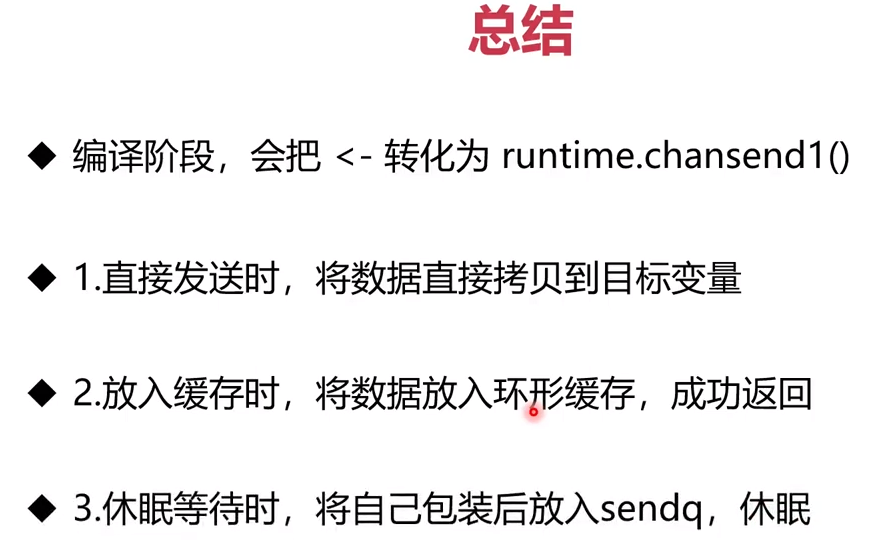 总结
◆ 编译阶段，会把 <- 转化为 runtime.chansend1()
◆ 1.直接发送时，将数据直接拷贝到目标变量
◆ 2.放入缓存时，将数据放入环形缓存，成功返回
◆ 3.休眠等待时，将自己包装后放入sendq，休眠